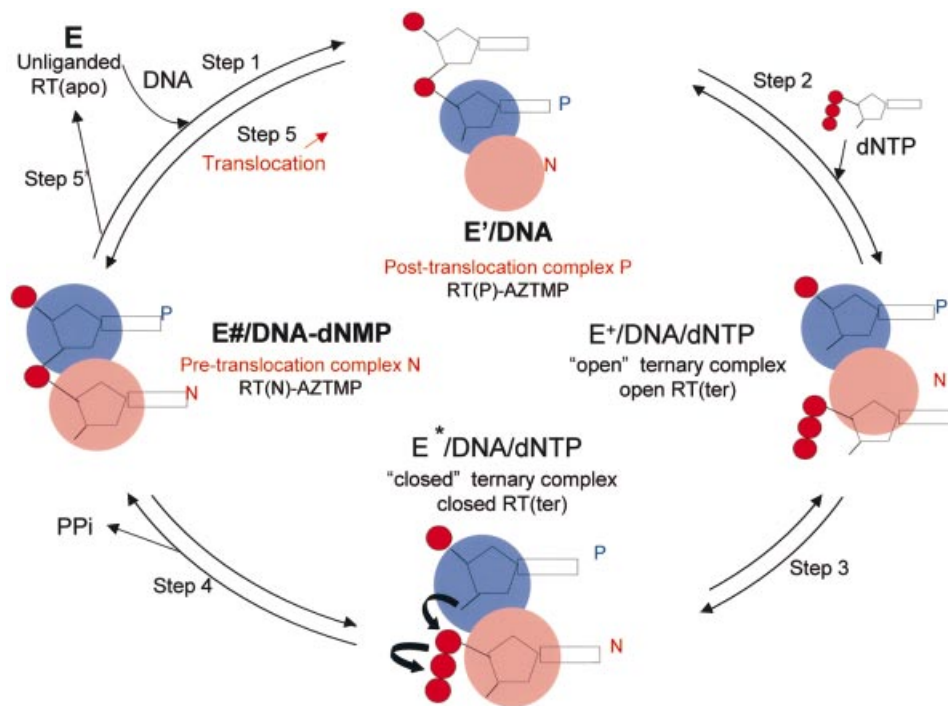 E
Unliganded
RT(apo)
DNA
Step 1
Step 5
Translocation
Step 5'
P
N
E'/DNA
Post-translocation complex P
RT(P)-AZTMP
Step 2
dNTP
P
N
E#/DNA-dNMP
Pre-translocation complex N
RT(N)-AZTMP
P
N
E+/DNA/dNTP
"open" ternary complex
open RT(ter)
E*/DNA/dNTP
"closed" ternary complex
closed RT(ter)
P
N
Step 3
PPi
Step 4